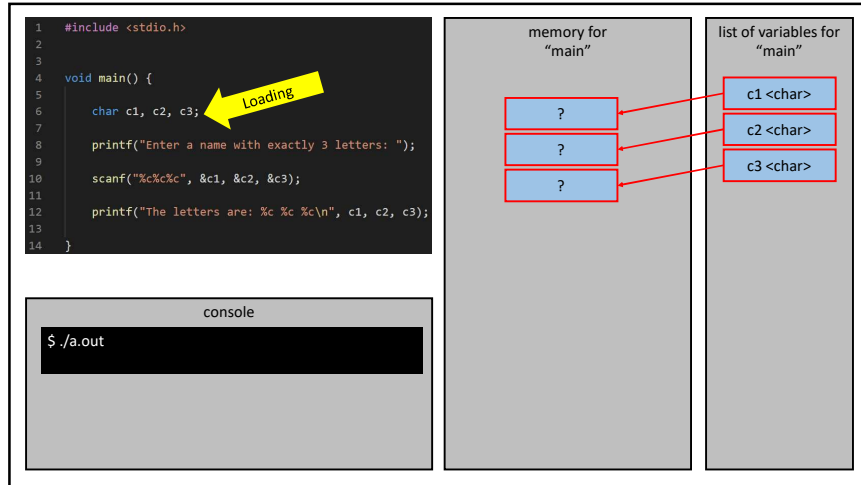 1 #include <stdio.h>
2
3
4 void main() {
5
6 char c1, c2, c3;
7
8 printf("Enter a name with exactly 3 letters: ");
9
10 scanf("%c%c%c", &c1, &c2, &c3);
11
12 printf("The letters are: %c %c %c\n", c1, c2, c3);
13
14 }
Loading
console
$ ./a.out
memory for
“main”
?
?
?
list of variables for
“main”
c1 <char>
c2 <char>
c3 <char>